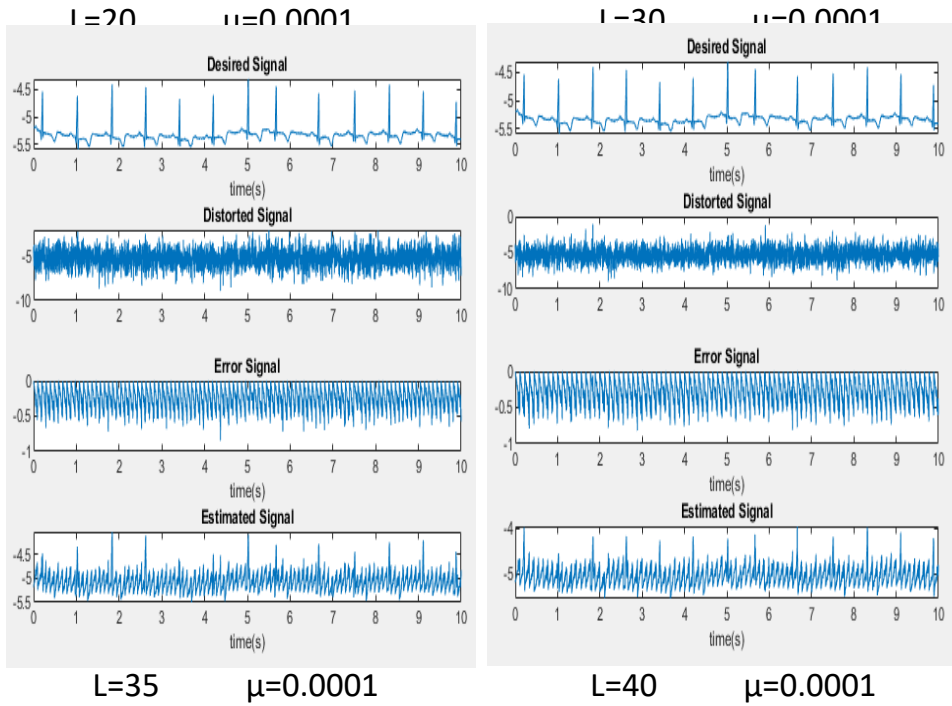 L=20 μ=0.0001
L=30 μ=0.0001
Desired Signal
-4.5
-5
-5.5
0 1 2 3 4 5 6 7 8 9 10
time(s)
Distorted Signal
-5
-10
0 1 2 3 4 5 6 7 8 9 10
Error Signal
0
-0.5
-1
0 1 2 3 4 5 6 7 8 9 10
time(s)
Estimated Signal
-4.5
-5
-5.5
0 1 2 3 4 5 6 7 8 9 10
time(s)
Desired Signal
-4.5
-5
-5.5
0 1 2 3 4 5 6 7 8 9 10
time(s)
Distorted Signal
0
-5
-10
0 1 2 3 4 5 6 7 8 9 10
Error Signal
0
-0.5
-1
0 1 2 3 4 5 6 7 8 9 10
time(s)
Estimated Signal
-4
-5
0 1 2 3 4 5 6 7 8 9 10
time(s)
L=35 μ=0.0001
L=40 μ=0.0001